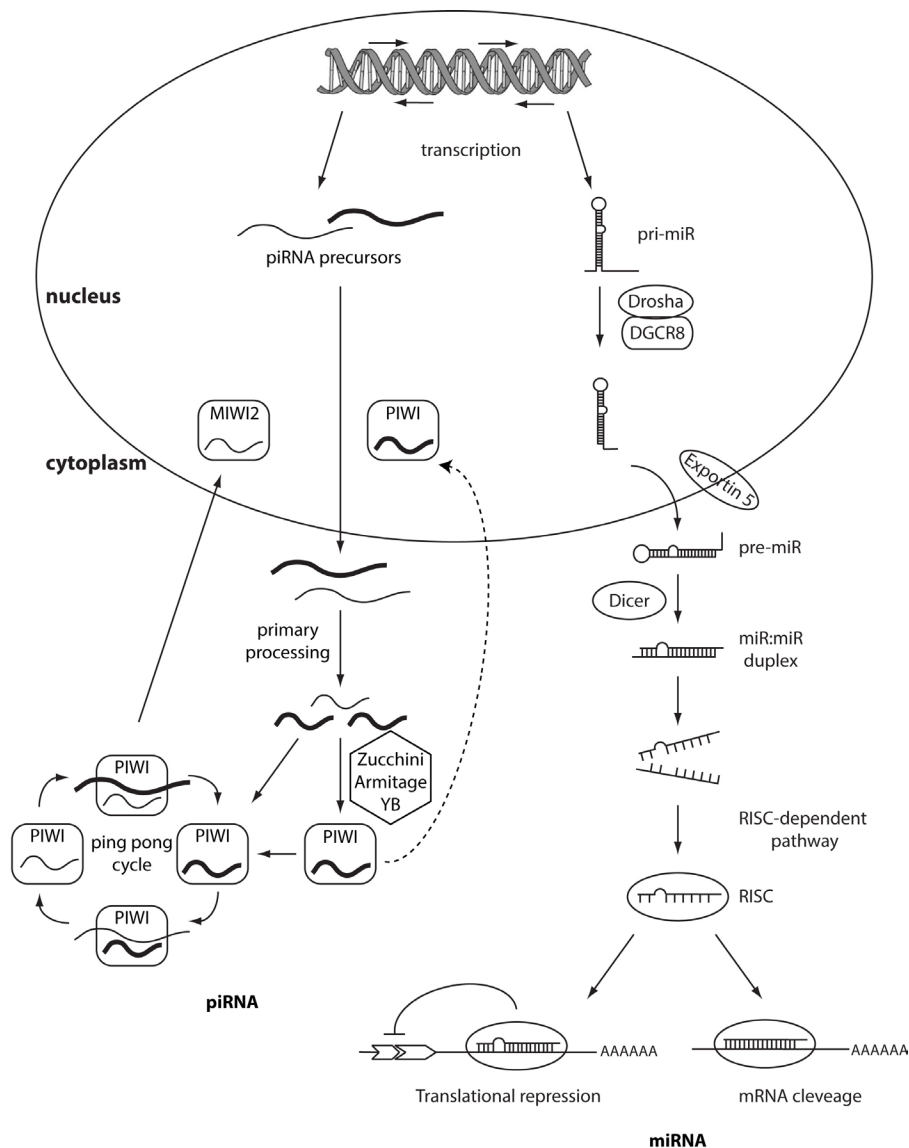 transcription
piRNA precursors
pri-miR
nucleus
Drosha
DGCR8
MIWI2
PIWI
cytoplasm
Exportin 5
pre-miR
Dicer
primary
processing
miR:miR
duplex
Zucchini
Armitage
YB
PIWI
PIWI
ping pong
cycle
PIWI
PIWI
PIWI
RISC-dependent
pathway
RISC
piRNA
AAAAAA
AAAAAA
Translational repression
mRNA cleveage
miRNA